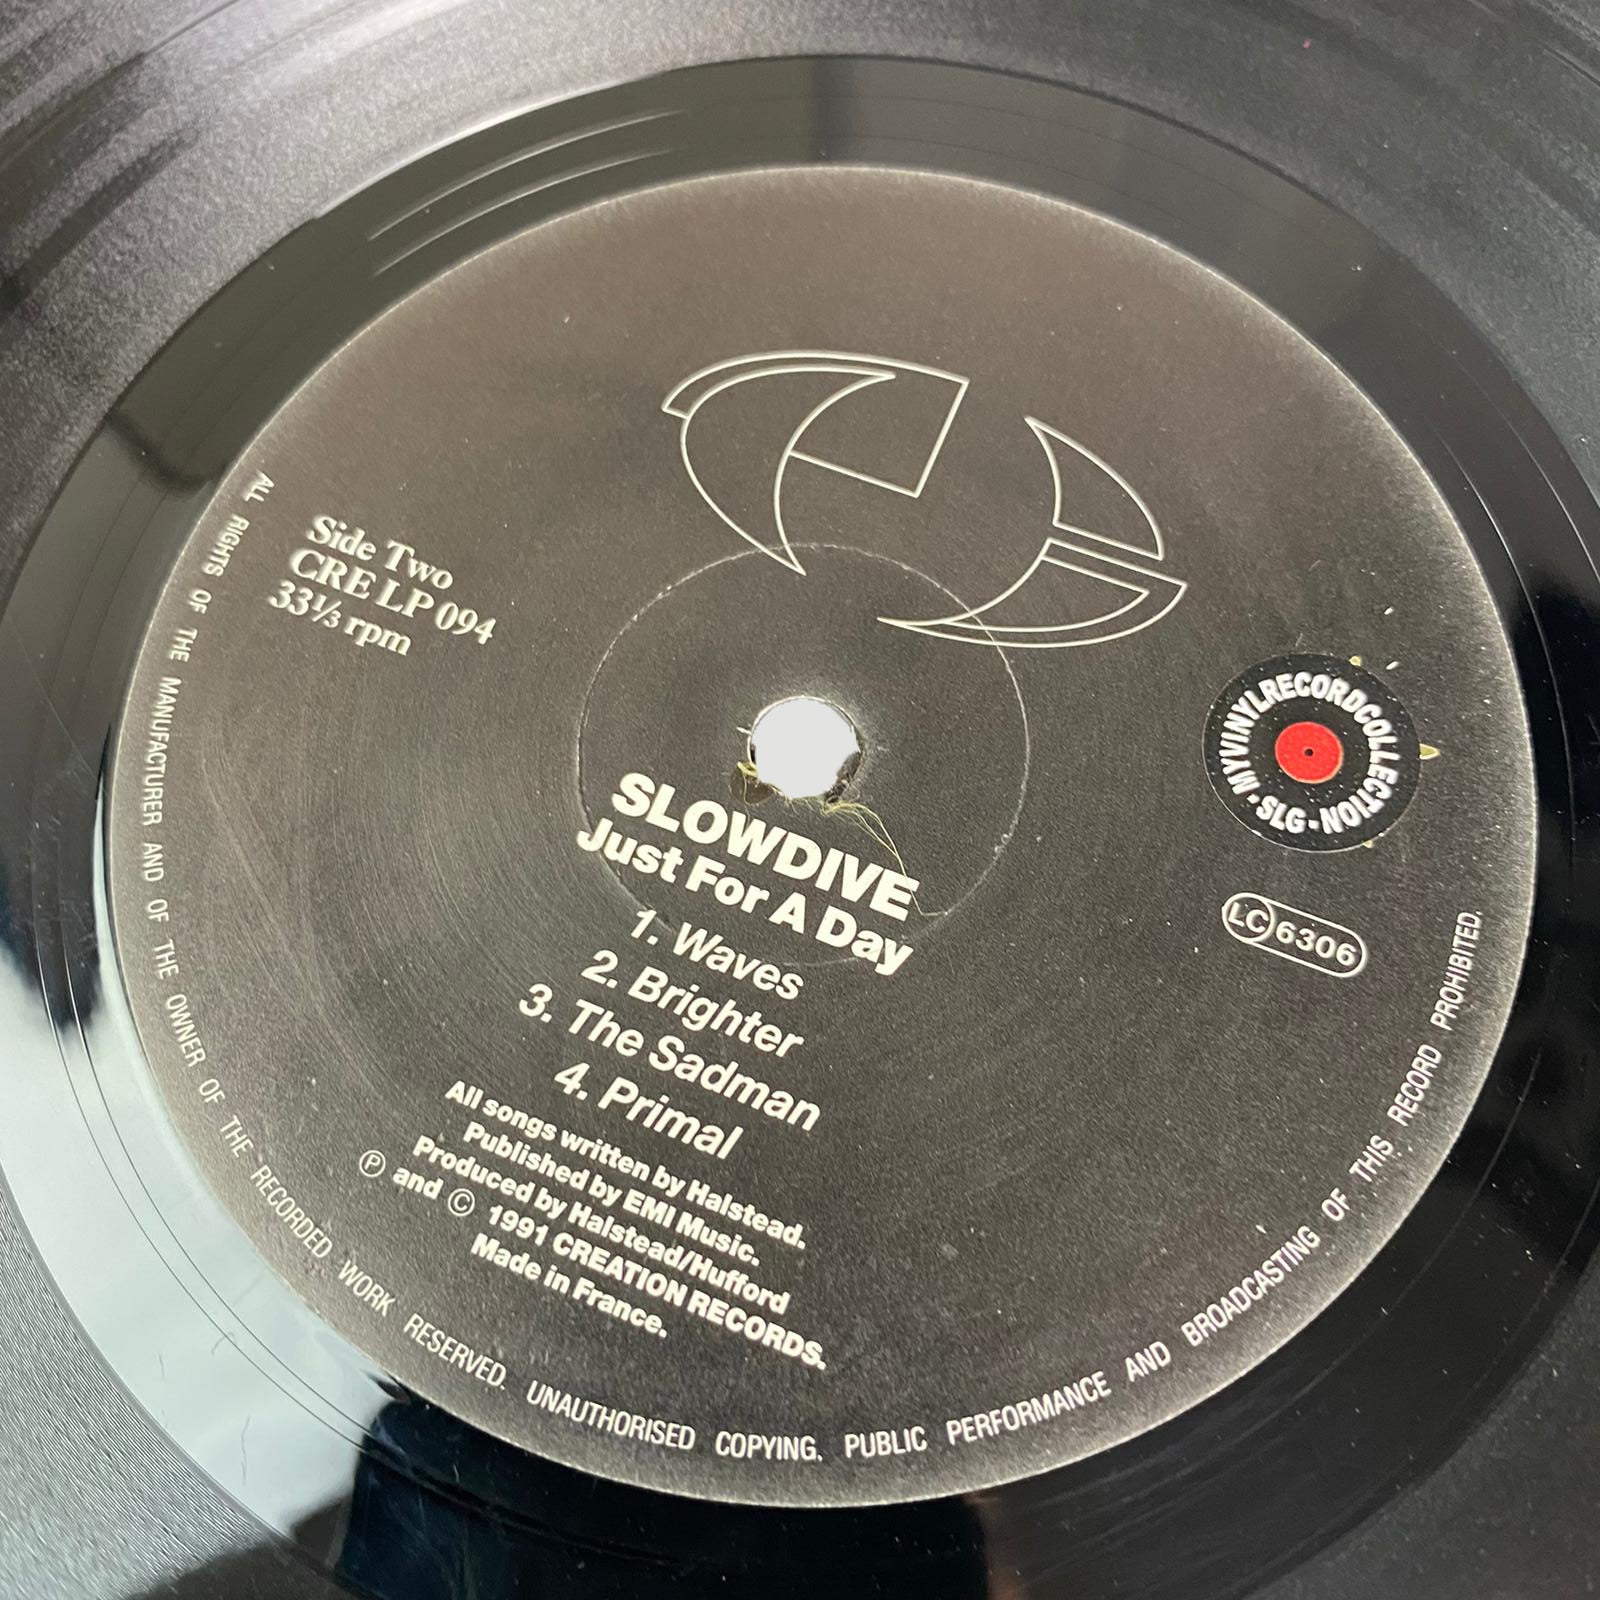 Side Two
CRE LP 094
33⅓ rpm
SLOWDIVE
Just For A Day
1. Waves
2. Brighter
3. The Sadman
4. Primal
All songs written by Halstead.
Published by EMI Music.
Produced by Halstead/Hufford
Ⓟ and © 1991 CREATION RECORDS.
Made in France.
MYVINYLRECORDCOLLECTION • SLG •
LC 6306
ALL RIGHTS OF THE MANUFACTURER AND OF THE OWNER OF THE RECORDED WORK RESERVED. UNAUTHORISED COPYING. PUBLIC PERFORMANCE AND BROADCASTING OF THIS RECORD PROHIBITED.